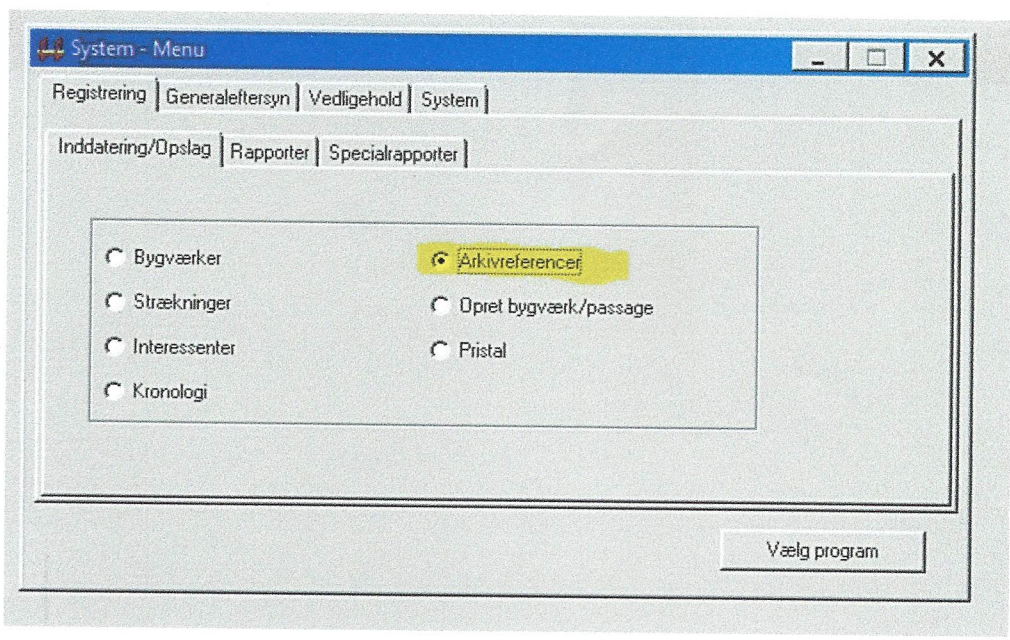 System - Menu
Registrering Generaleftersyn Vedligehold System
Inddatering/Opslag Rapporter Specialrapporter
Bygværker
Strækninger
Interessenter
Kronologi
Arkivreferencer
Opret bygværk/passage
Pristal
Vælg program